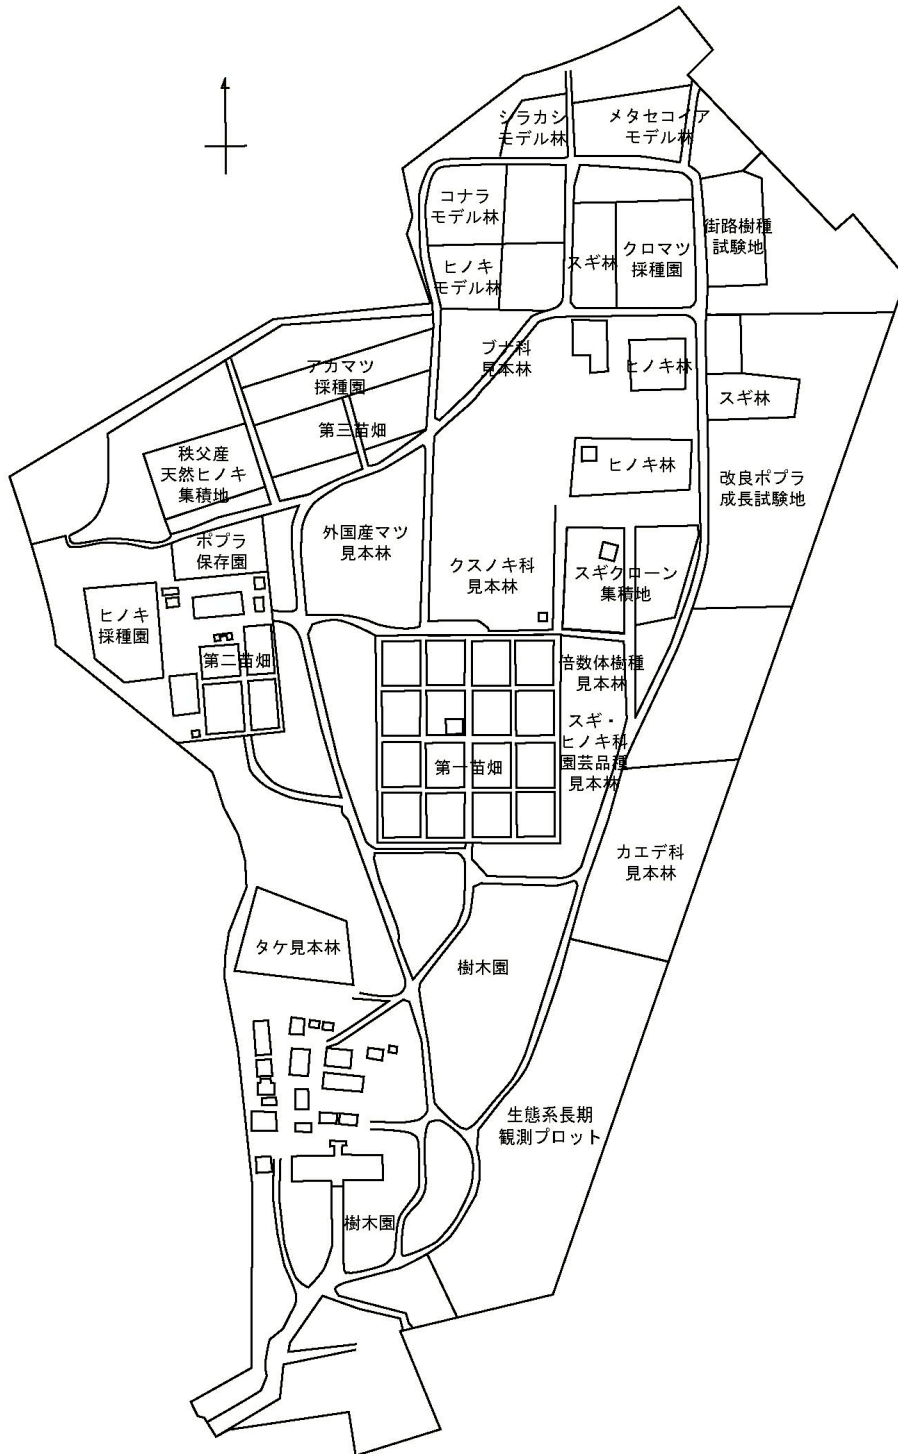 シラカシ
モデル林
メタセコイア
モデル林
コナラ
モデル林
街路樹種
試験地
クロマツ
採種園
スギ林
ヒノキ
モデル林
ブナ科
見本林
ヒノキ林
アカマツ
採種園
スギ林
第三苗畑
秩父産
天然ヒノキ
集積地
ヒノキ林
改良ポプラ
成長試験地
外国産マツ
見本林
ポプラ
保存園
クスノキ科
見本林
スギクローン
集積地
ヒノキ
採種園
第二苗畑
倍数体樹種
見本林
スギ・
ヒノキ科
園芸品種
見本林
第一苗畑
カエデ科
見本林
タケ見本林
樹木園
生態系長期
観測プロット
樹木園